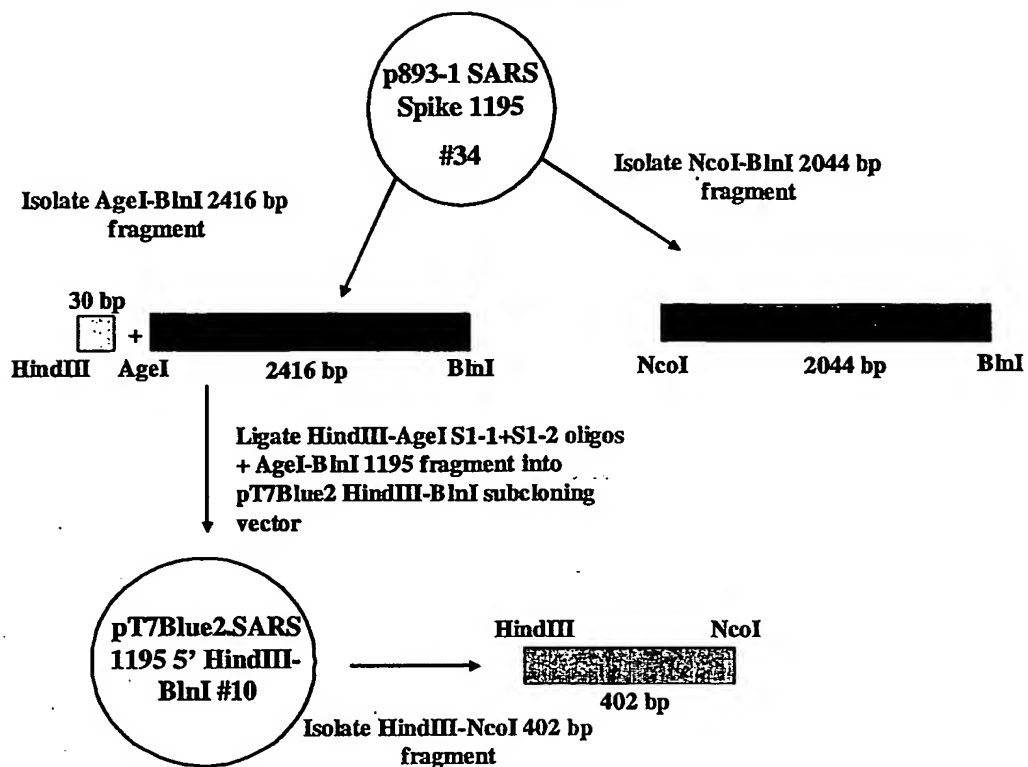 p893-1 SARS
Spike 1195
#34
Isolate AgeI-BlnI 2416 bp
fragment
Isolate NcoI-BlnI 2044 bp
fragment
30 bp
+
HindIII AgeI 2416 bp BlnI
NcoI 2044 bp BlnI
Ligate HindIII-AgeI S1-1+S1-2 oligos
+ AgeI-BlnI 1195 fragment into
pT7Blue2 HindIII-BlnI subcloning
vector
pT7Blue2.SARS
1195 5' HindIII-
BlnI #10
HindIII NcoI
402 bp
Isolate HindIII-NcoI 402 bp
fragment